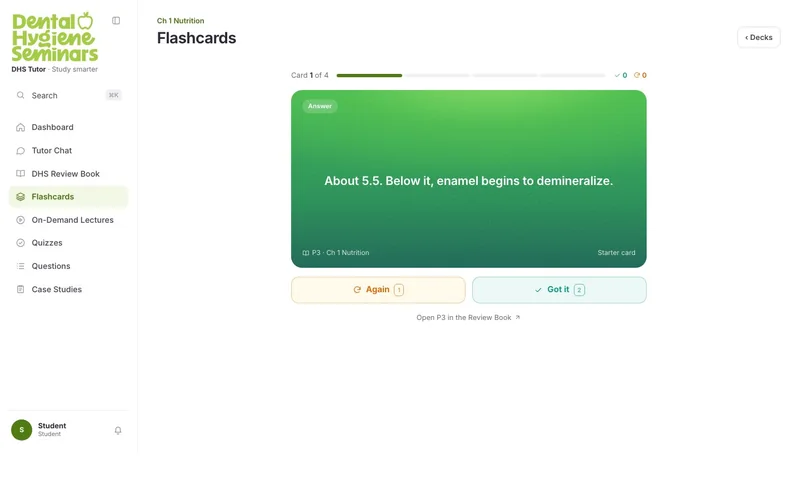 Dental
Hygiene
Seminars
DHS Tutor · Study smarter
Search ⌘K
Dashboard
Tutor Chat
DHS Review Book
Flashcards
On-Demand Lectures
Quizzes
Questions
Case Studies
S
Student
Student
Ch 1 Nutrition
Flashcards
‹ Decks
Card 1 of 4
✓ 0 0
Answer
About 5.5. Below it, enamel begins to demineralize.
P3 · Ch 1 Nutrition
Starter card
Again 1
Got it 2
Open P3 in the Review Book ↗